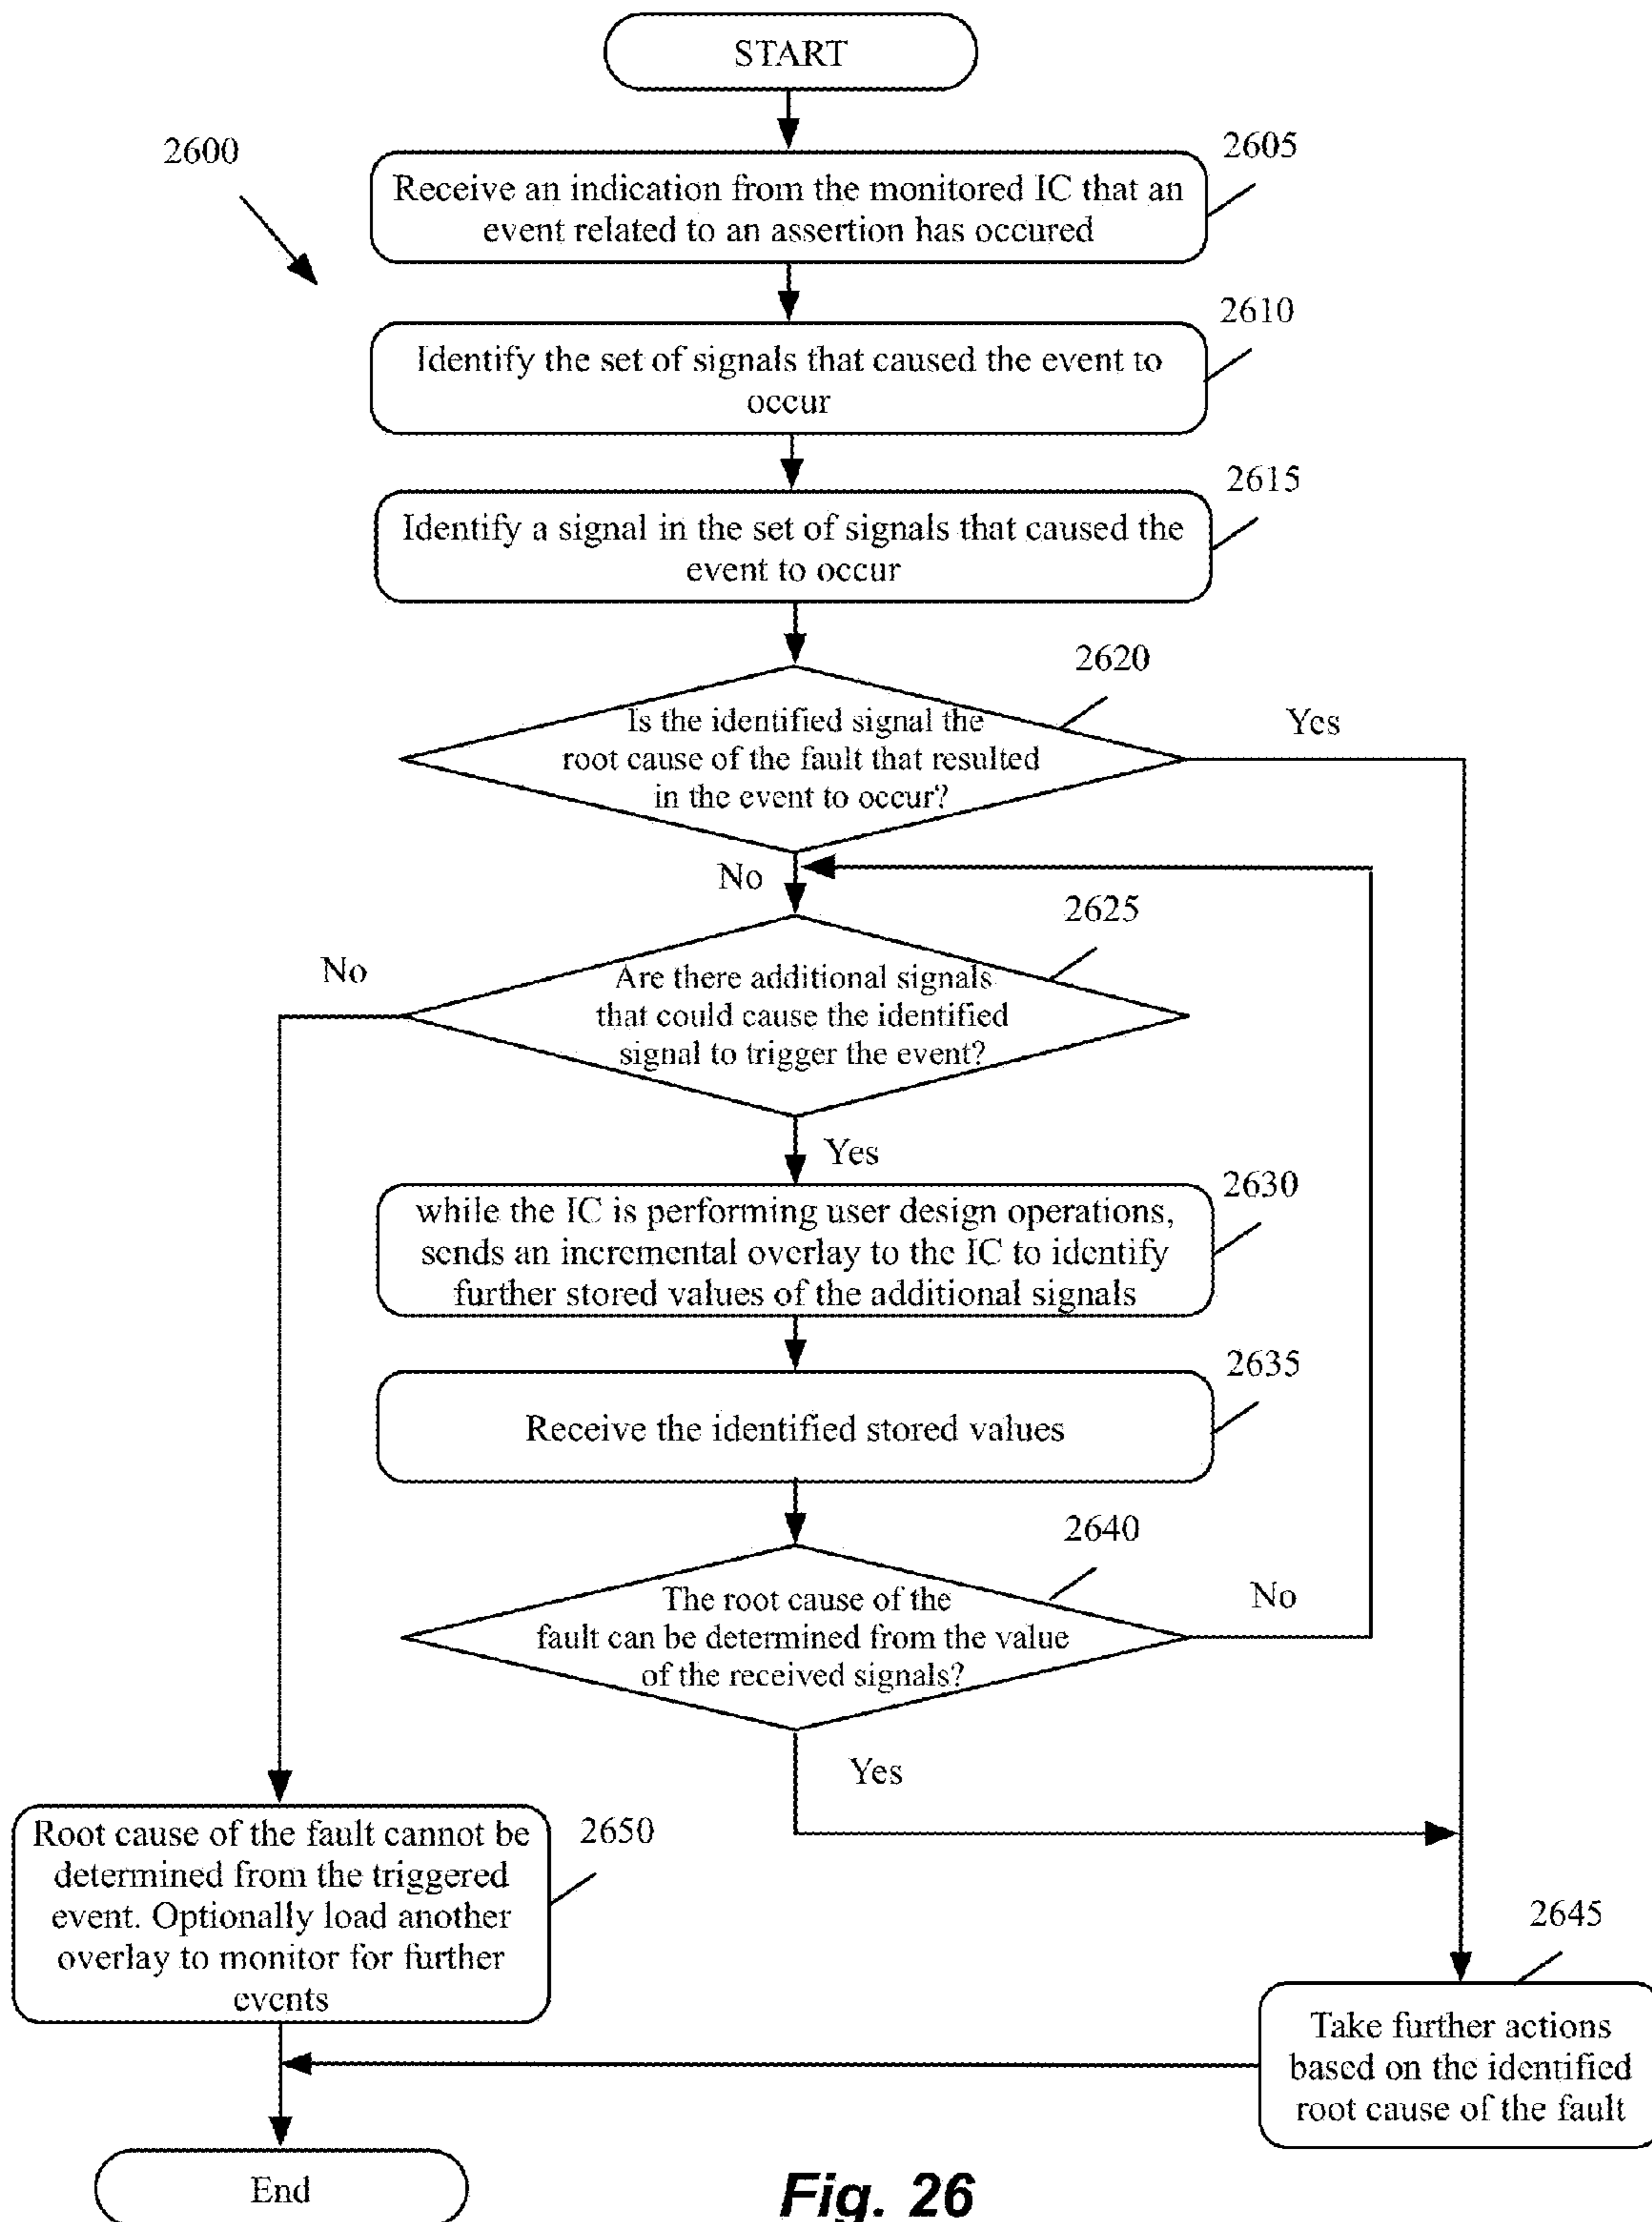 START
2600
2605
Receive an indication from the monitored IC that an
event related to an assertion has occured
2610
Identify the set of signals that caused the event to
occur
2615
Identify a signal in the set of signals that caused the
event to occur
2620
Is the identified signal the
root cause of the fault that resulted
in the event to occur?
Yes
No
2625
No
Are there additional signals
that could cause the identified
signal to trigger the event?
Yes
2630
while the IC is performing user design operations,
sends an incremental overlay to the IC to identify
further stored values of the additional signals
2635
Receive the identified stored values
2640
The root cause of the
fault can be determined from the value
of the received signals?
No
Yes
2650
Root cause of the fault cannot be
determined from the triggered
event. Optionally load another
overlay to monitor for further
events
2645
Take further actions
based on the identified
root cause of the fault
End
Fig. 26